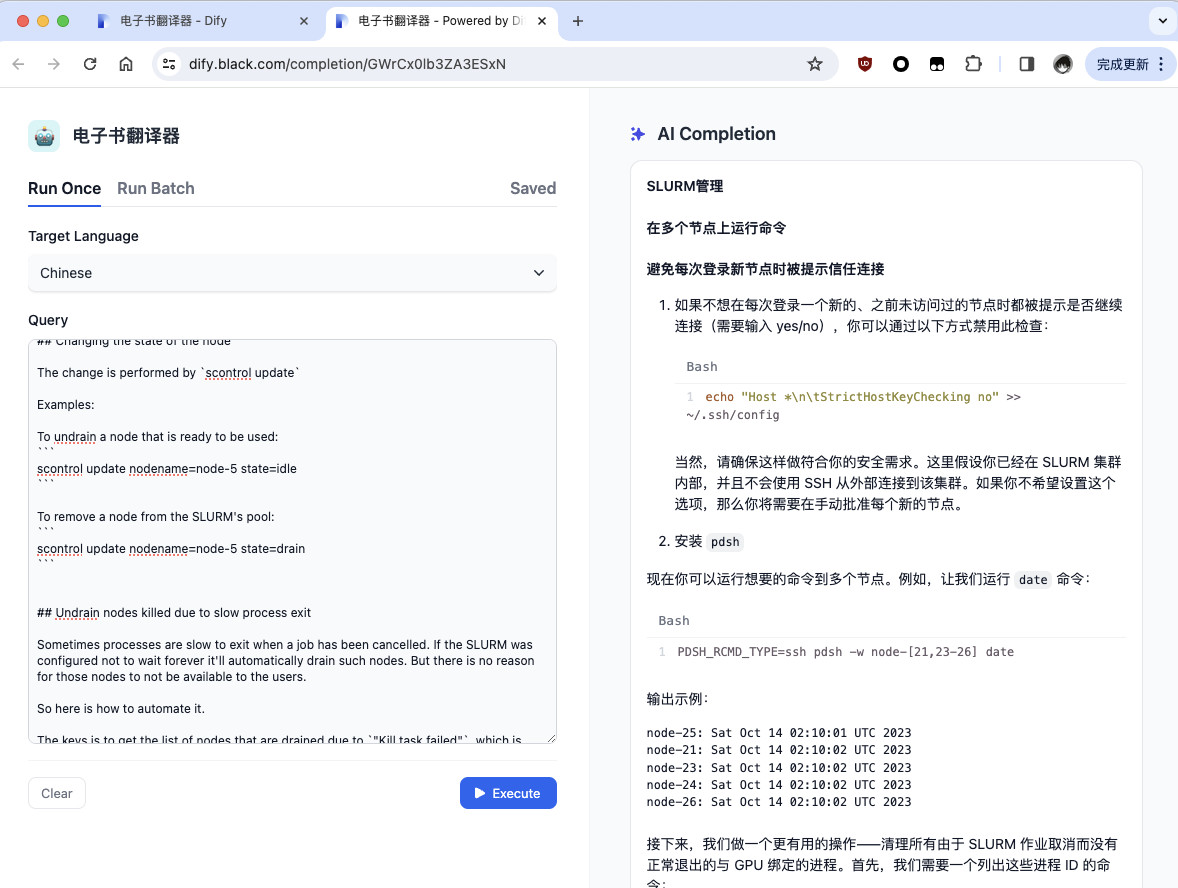 电子书翻译器 - Dify
电子书翻译器 - Powered by Di
dify.black.com/completion/GWrCx0Ib3ZA3ESxN
完成更新
电子书翻译器
Run Once
Run Batch
Saved
Target Language
Chinese
Query
## Changing the state of the node
The change is performed by `scontrol update`
Examples:
To undrain a node that is ready to be used:
```
scontrol update nodename=node-5 state=idle
```
To remove a node from the SLURM's pool:
```
scontrol update nodename=node-5 state=drain
```
## Undrain nodes killed due to slow process exit
Sometimes processes are slow to exit when a job has been cancelled. If the SLURM was
configured not to wait forever it'll automatically drain such nodes. But there is no reason
for those nodes to not be available to the users.
So here is how to automate it.
The keys is to get the list of nodes that are drained due to `"Kill task failed"`, which is
Clear
Execute
AI Completion
SLURM管理
在多个节点上运行命令
避免每次登录新节点时被提示信任连接
1. 如果不想在每次登录一个新的、之前未访问过的节点时都被提示是否继续
连接（需要输入 yes/no），你可以通过以下方式禁用此检查：
Bash
1 echo "Host *\n\tStrictHostKeyChecking no" >>
~/.ssh/config
当然，请确保这样做符合你的安全需求。这里假设你已经在 SLURM 集群
内部，并且不会使用 SSH 从外部连接到该集群。如果你不希望设置这个
选项，那么你将需要在手动批准每个新的节点。
2. 安装 pdsh
现在你可以运行想要的命令到多个节点。例如，让我们运行 date 命令：
Bash
1 PDSH_RCMD_TYPE=ssh pdsh -w node-[21,23-26] date
输出示例：
node-25: Sat Oct 14 02:10:01 UTC 2023
node-21: Sat Oct 14 02:10:02 UTC 2023
node-23: Sat Oct 14 02:10:02 UTC 2023
node-24: Sat Oct 14 02:10:02 UTC 2023
node-26: Sat Oct 14 02:10:02 UTC 2023
接下来，我们做一个更有用的操作——清理所有由于 SLURM 作业取消而没有
正常退出的与 GPU 绑定的进程。首先，我们需要一个列出这些进程 ID 的命
令：